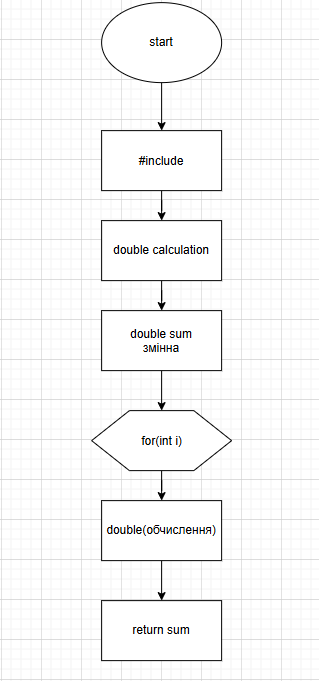 start
#include
double calculation
double sum
змінна
for(int i)
double(обчислення)
return sum